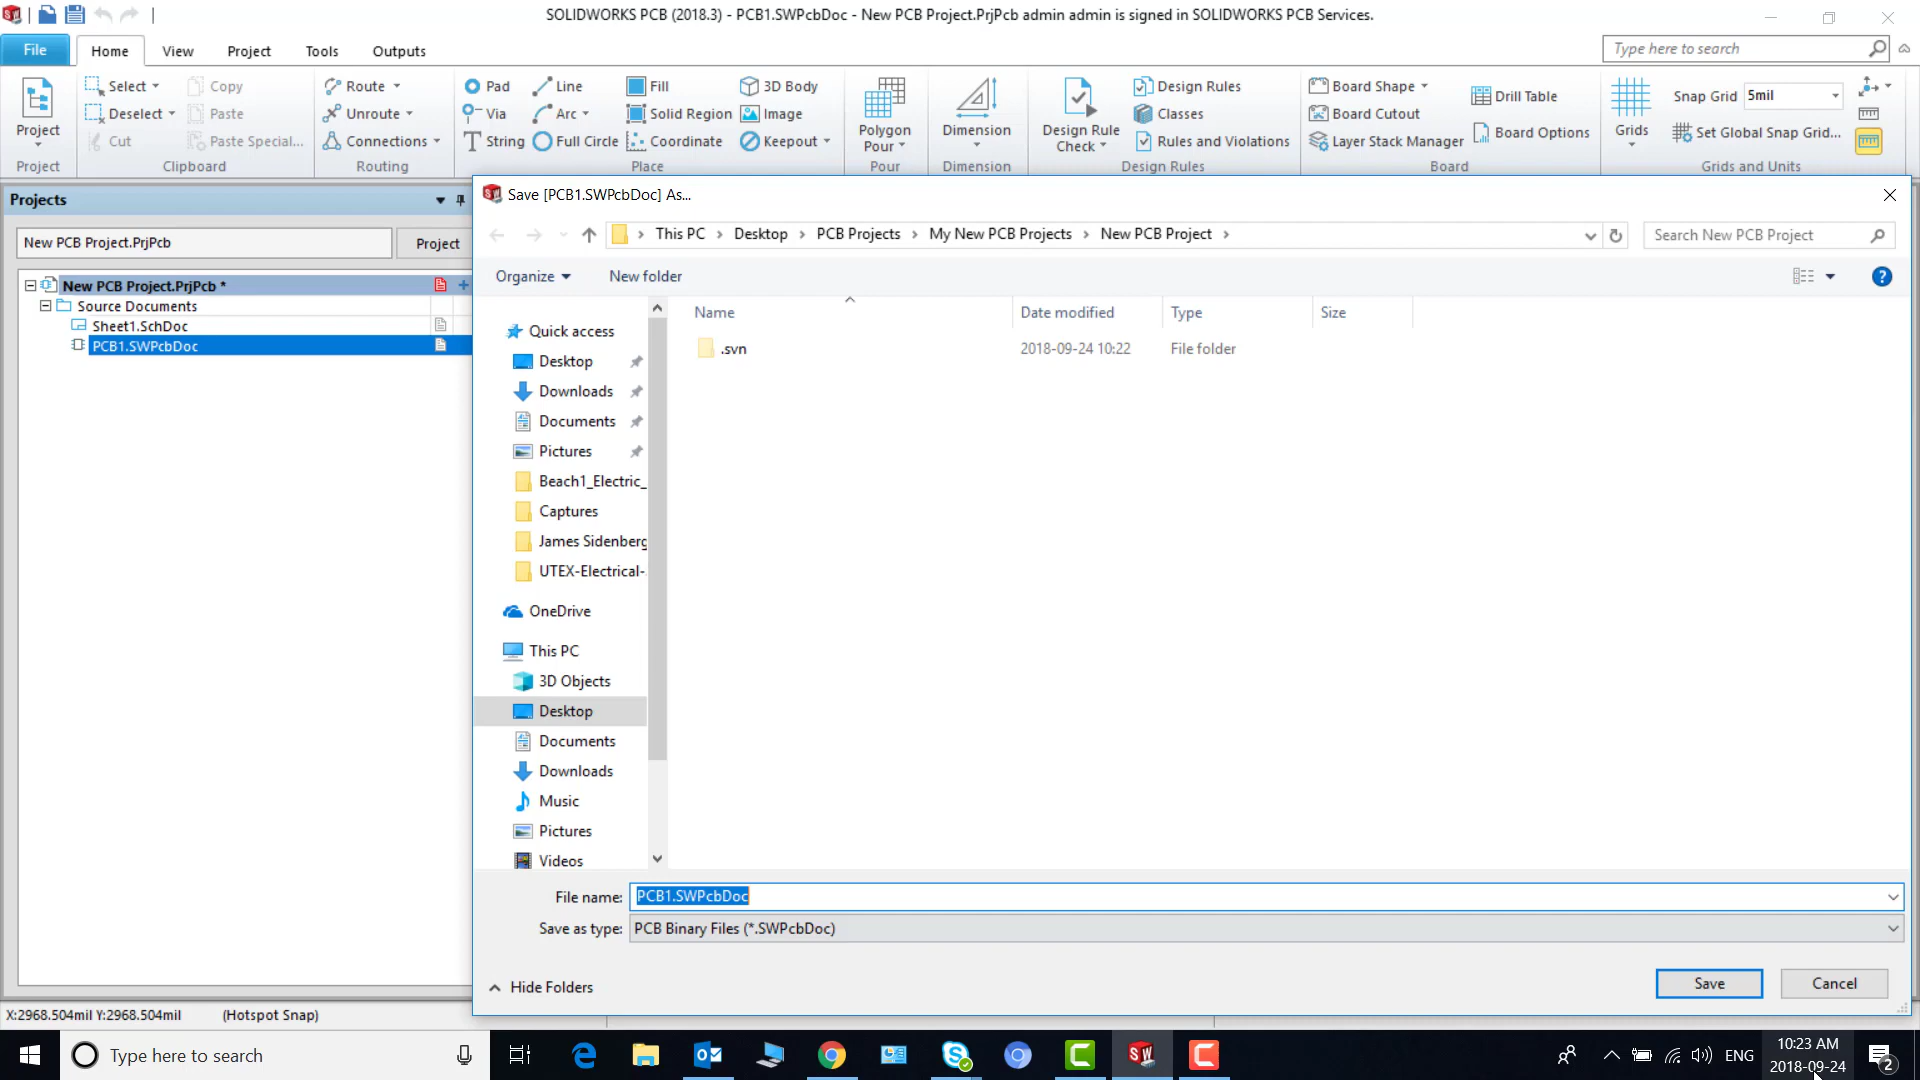 SOLIDWORKS PCB (2018.3) - PCB1.SWPcbDoc - New PCB Project.PrjPcb admin admin is signed in SOLIDWORKS PCB Services.
File Home View Project Tools Outputs Type here to search
Select Copy Route Pad Line Fill 3D Body Design Rules Board Shape Drill Table Snap Grid 5mil
Deselect Paste Unroute Via Arc Solid Region Image Classes Board Cutout
Project Cut Paste Special... Connections String Full Circle Coordinate Keepout Polygon Pour Dimension Design Rule Check Rules and Violations Layer Stack Manager Board Options Grids Set Global Snap Grid...
Project Clipboard Routing Place Pour Dimension Design Rules Board Grids and Units
Projects
New PCB Project.PrjPcb Project
New PCB Project.PrjPcb *
Source Documents
Sheet1.SchDoc
PCB1.SWPcbDoc
Save [PCB1.SWPcbDoc] As...
This PC Desktop PCB Projects My New PCB Projects New PCB Project Search New PCB Project
Organize New folder
Name Date modified Type Size
.svn 2018-09-24 10:22 File folder
Quick access
Desktop
Downloads
Documents
Pictures
Beach1_Electric_
Captures
James Sidenberg
UTEX-Electrical-
OneDrive
This PC
3D Objects
Desktop
Documents
Downloads
Music
Pictures
Videos
File name: PCB1.SWPcbDoc
Save as type: PCB Binary Files (*.SWPcbDoc)
Hide Folders Save Cancel
X:2968.504mil Y:2968.504mil (Hotspot Snap)
Type here to search ENG 10:23 AM
2018-09-24 2